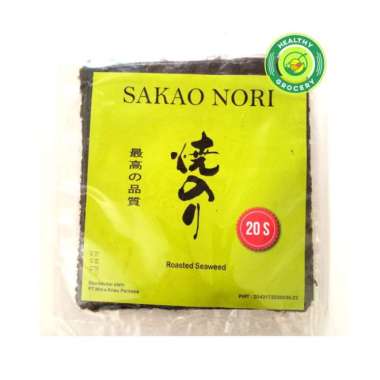 HEALTHY
GROCERY
SAKAO NORI
焼のり
最高の品質
20 S
Roasted Seaweed